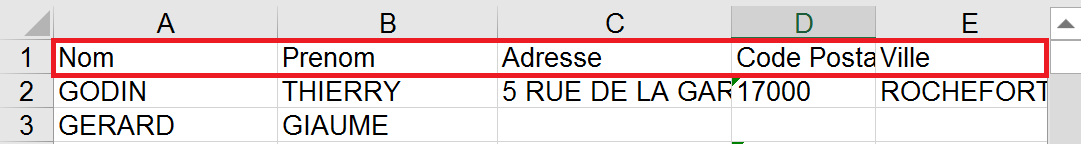 A B C D E
1 Nom Prenom Adresse Code Posta Ville
2 GODIN THIERRY 5 RUE DE LA GAR 17000 ROCHEFORT
3 GERARD GIAUME